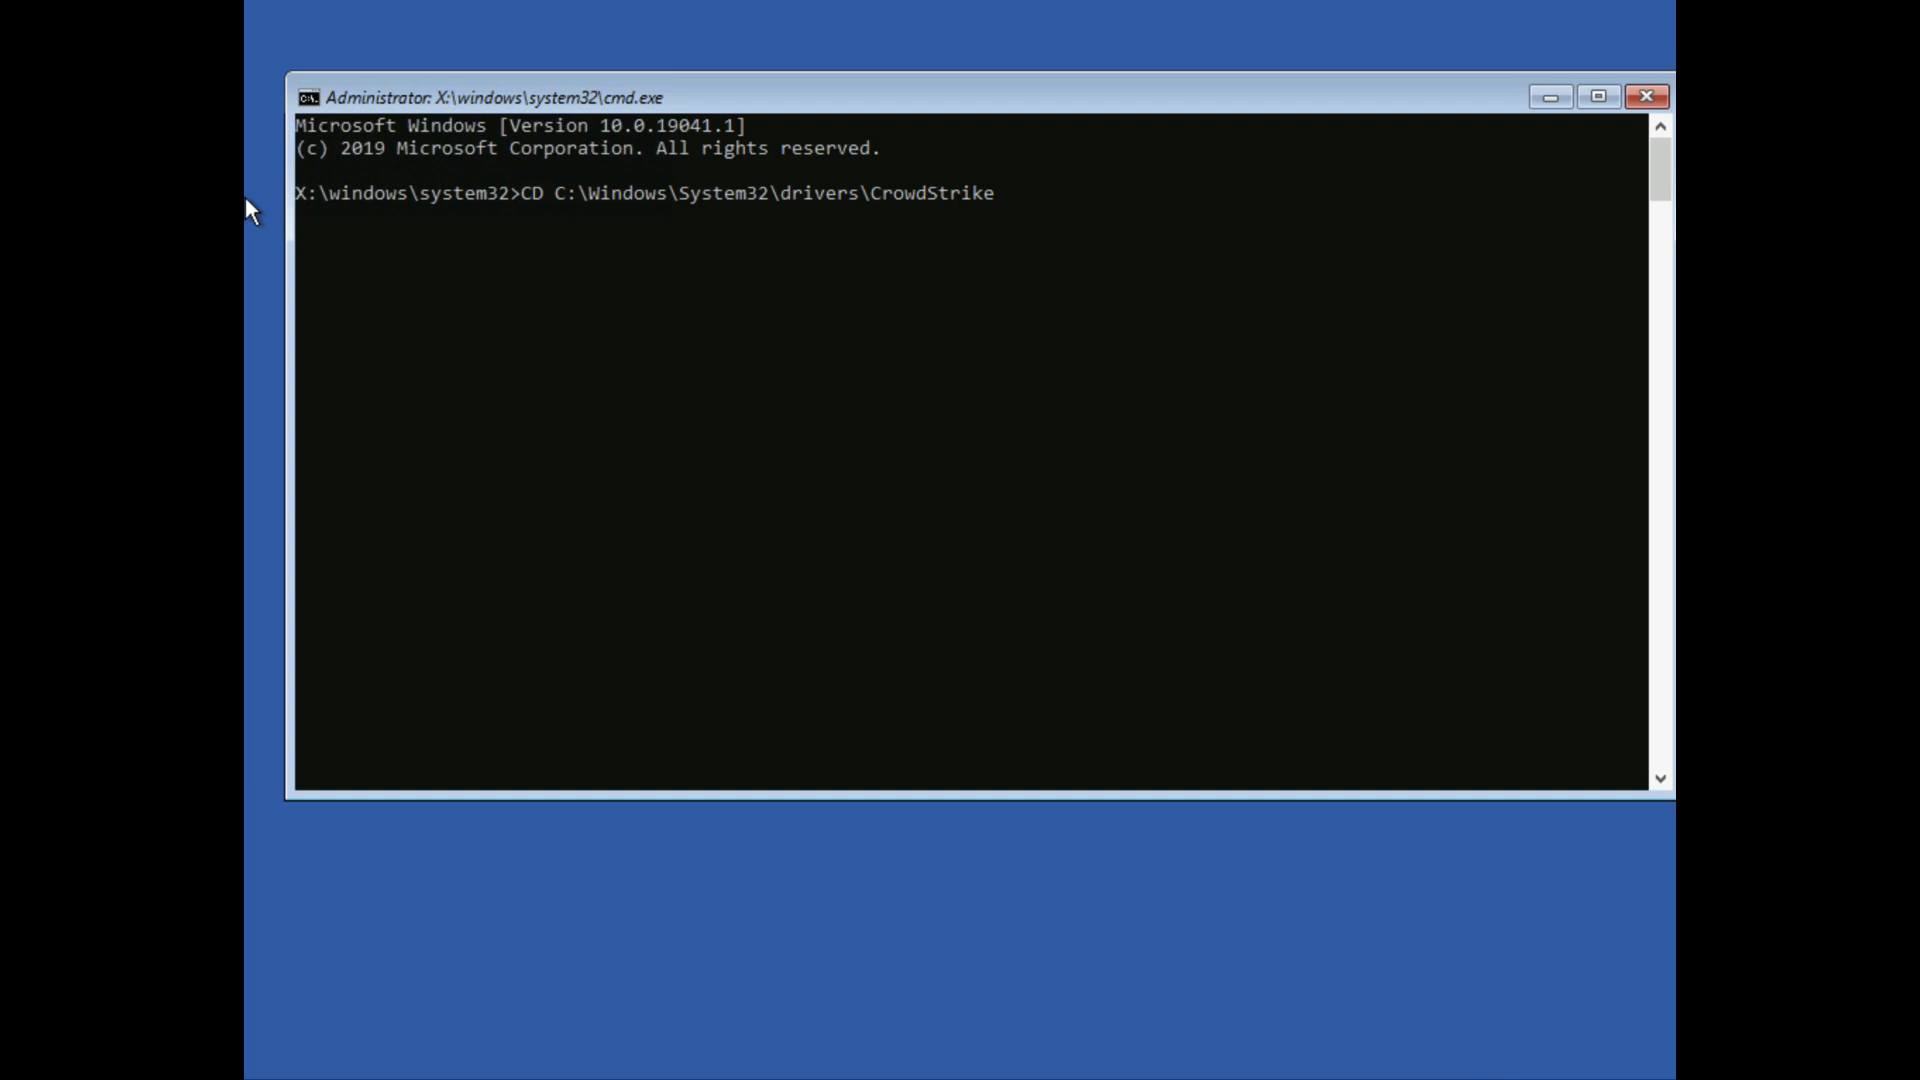 Administrator: X:\windows\system32\cmd.exe
Microsoft Windows [Version 10.0.19041.1]
(c) 2019 Microsoft Corporation. All rights reserved.
X:\windows\system32>CD C:\Windows\System32\drivers\CrowdStrike